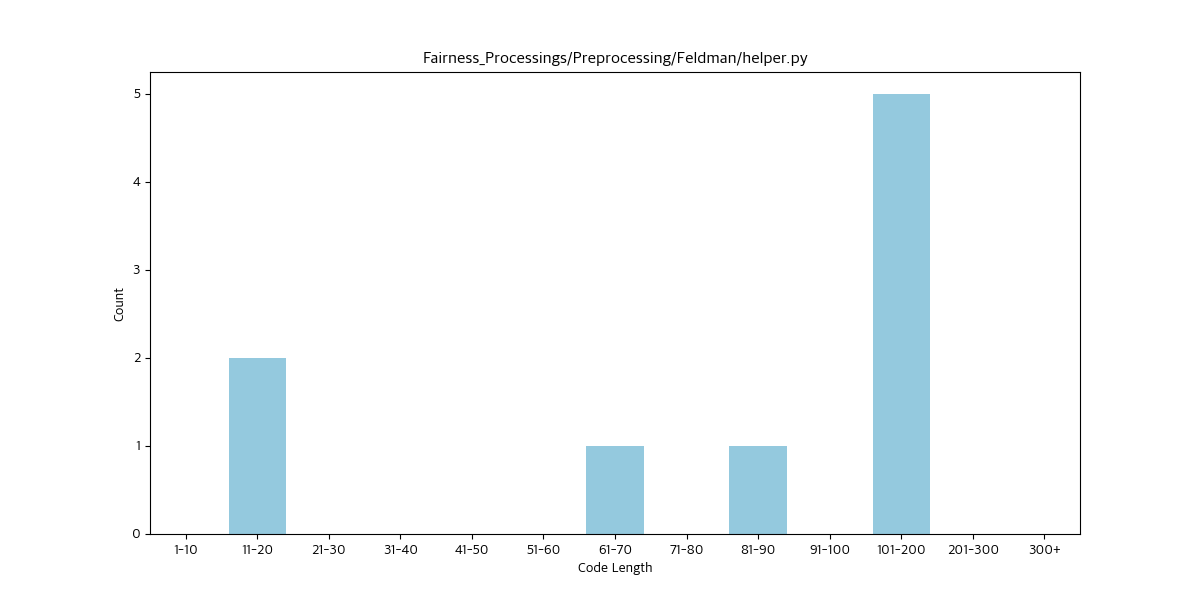 Fairness_Processings/Preprocessing/Feldman/helper.py
5
4
3
2
1
0
Count
1-10 11-20 21-30 31-40 41-50 51-60 61-70 71-80 81-90 91-100 101-200 201-300 300+
Code Length